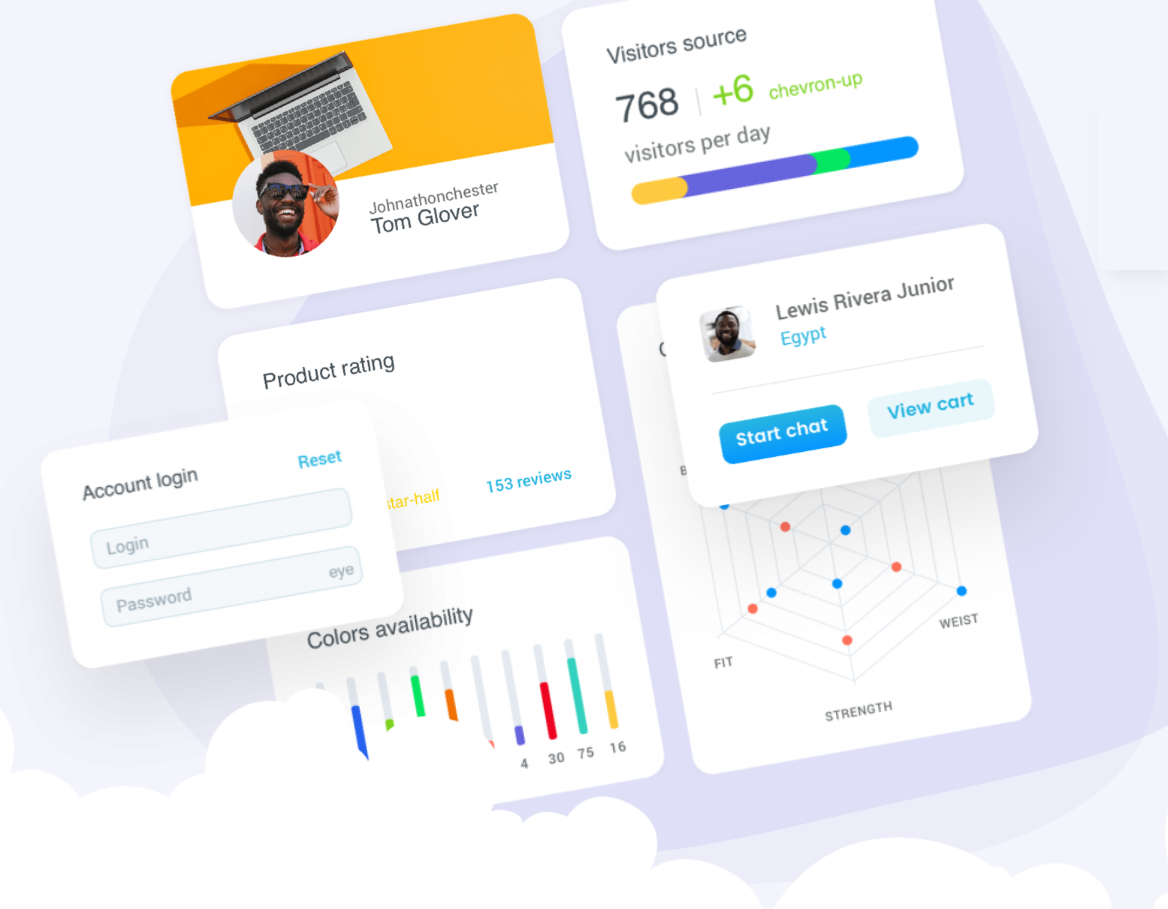 Visitors source
768
+6 chevron-up
visitors per day
Johnathonchester
Tom Glover
Lewis Rivera Junior
Egypt
Start chat
View cart
Product rating
star-half
153 reviews
Account login
Reset
Login
Password
eye
Colors availability
4
30
75
16
FIT
STRENGTH
WEIST